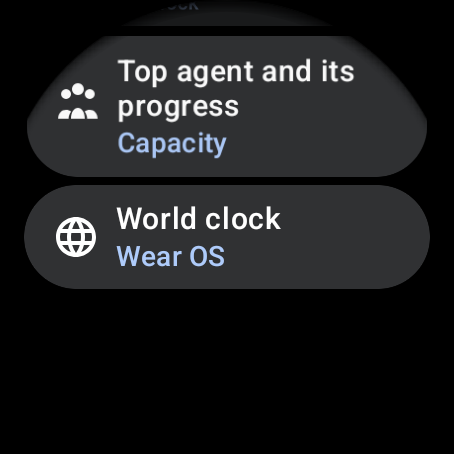 Top agent and its
progress
Capacity
World clock
Wear OS